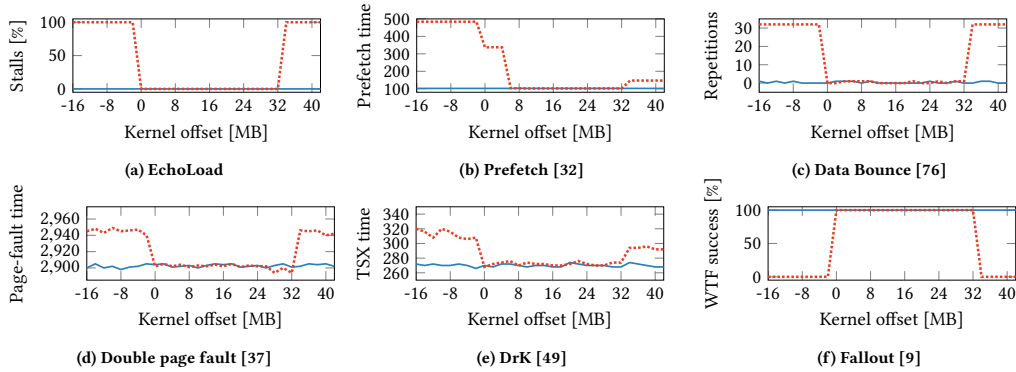 Stalls [%]
100
50
0
-16 -8 0 8 16 24 32 40
Kernel offset [MB]
(a) EchoLoad
Prefetch time
500
400
300
200
100
-16 -8 0 8 16 24 32 40
Kernel offset [MB]
(b) Prefetch [32]
Repetitions
30
20
10
0
-16 -8 0 8 16 24 32 40
Kernel offset [MB]
(c) Data Bounce [76]
Page-fault time
2,960
2,940
2,920
2,900
-16 -8 0 8 16 24 32 40
Kernel offset [MB]
(d) Double page fault [37]
TSX time
340
320
300
280
260
-16 -8 0 8 16 24 32 40
Kernel offset [MB]
(e) DrK [49]
WTF success [%]
100
50
0
-16 -8 0 8 16 24 32 40
Kernel offset [MB]
(f) Fallout [9]